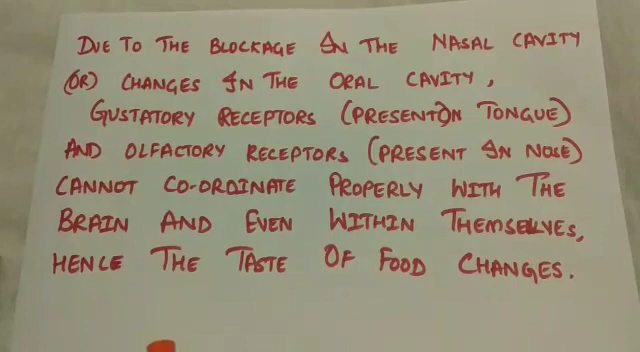 DUE TO THE BLOCKAGE IN THE NASAL CAVITY
(OR) CHANGES IN THE ORAL CAVITY,
GUSTATORY RECEPTORS (PRESENT ON TONGUE)
AND OLFACTORY RECEPTORS (PRESENT IN NOSE)
CANNOT CO-ORDINATE PROPERLY WITH THE
BRAIN AND EVEN WITHIN THEMSELVES,
HENCE THE TASTE OF FOOD CHANGES.